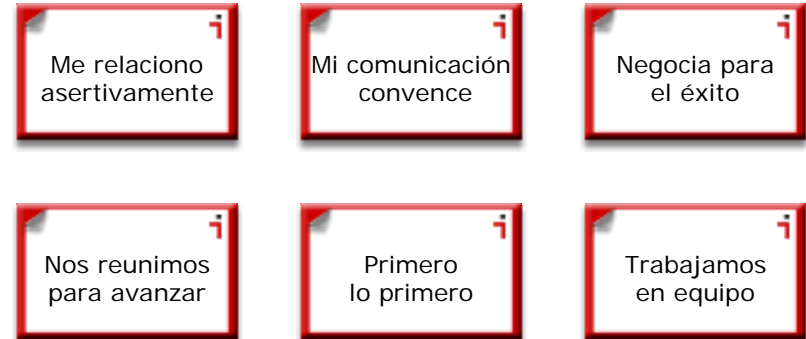 Me relaciono
asertivamente
Mi comunicación
convence
Negocia para
el éxito
Nos reunimos
para avanzar
Primero
lo primero
Trabajamos
en equipo